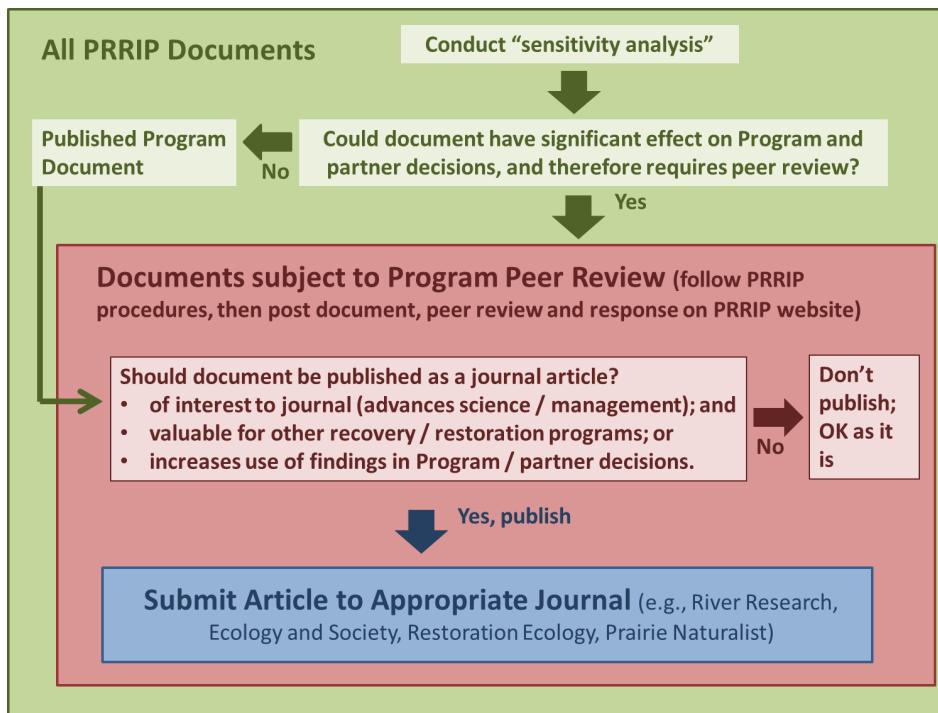 All PRRIP Documents
Conduct “sensitivity analysis”
Published Program
Document
No
Could document have significant effect on Program and
partner decisions, and therefore requires peer review?
Yes
Documents subject to Program Peer Review (follow PRRIP
procedures, then post document, peer review and response on PRRIP website)
Should document be published as a journal article?
• of interest to journal (advances science / management); and
• valuable for other recovery / restoration programs; or
• increases use of findings in Program / partner decisions.
No
Don’t
publish;
OK as it
is
Yes, publish
Submit Article to Appropriate Journal (e.g., River Research,
Ecology and Society, Restoration Ecology, Prairie Naturalist)